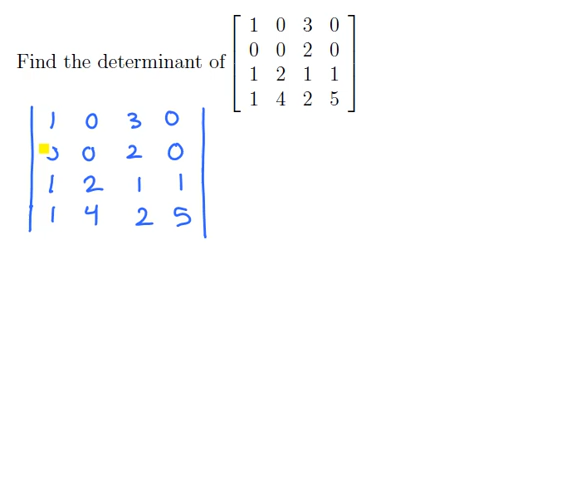 Find the determinant of
1 0 3 0
0 0 2 0
1 2 1 1
1 4 2 5
1 0 3 0
0 2 0
1 2 1 1
1 4 2 5